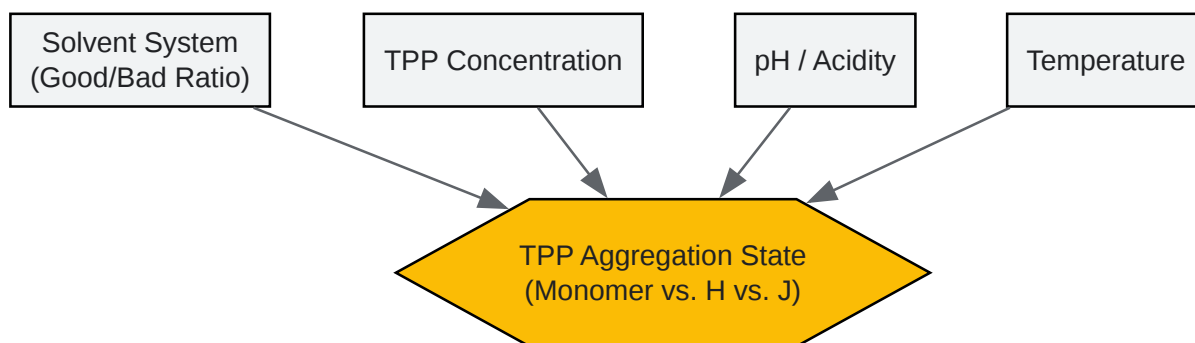 Solvent System
(Good/Bad Ratio)
TPP Concentration
pH / Acidity
Temperature
TPP Aggregation State
(Monomer vs. H vs. J)